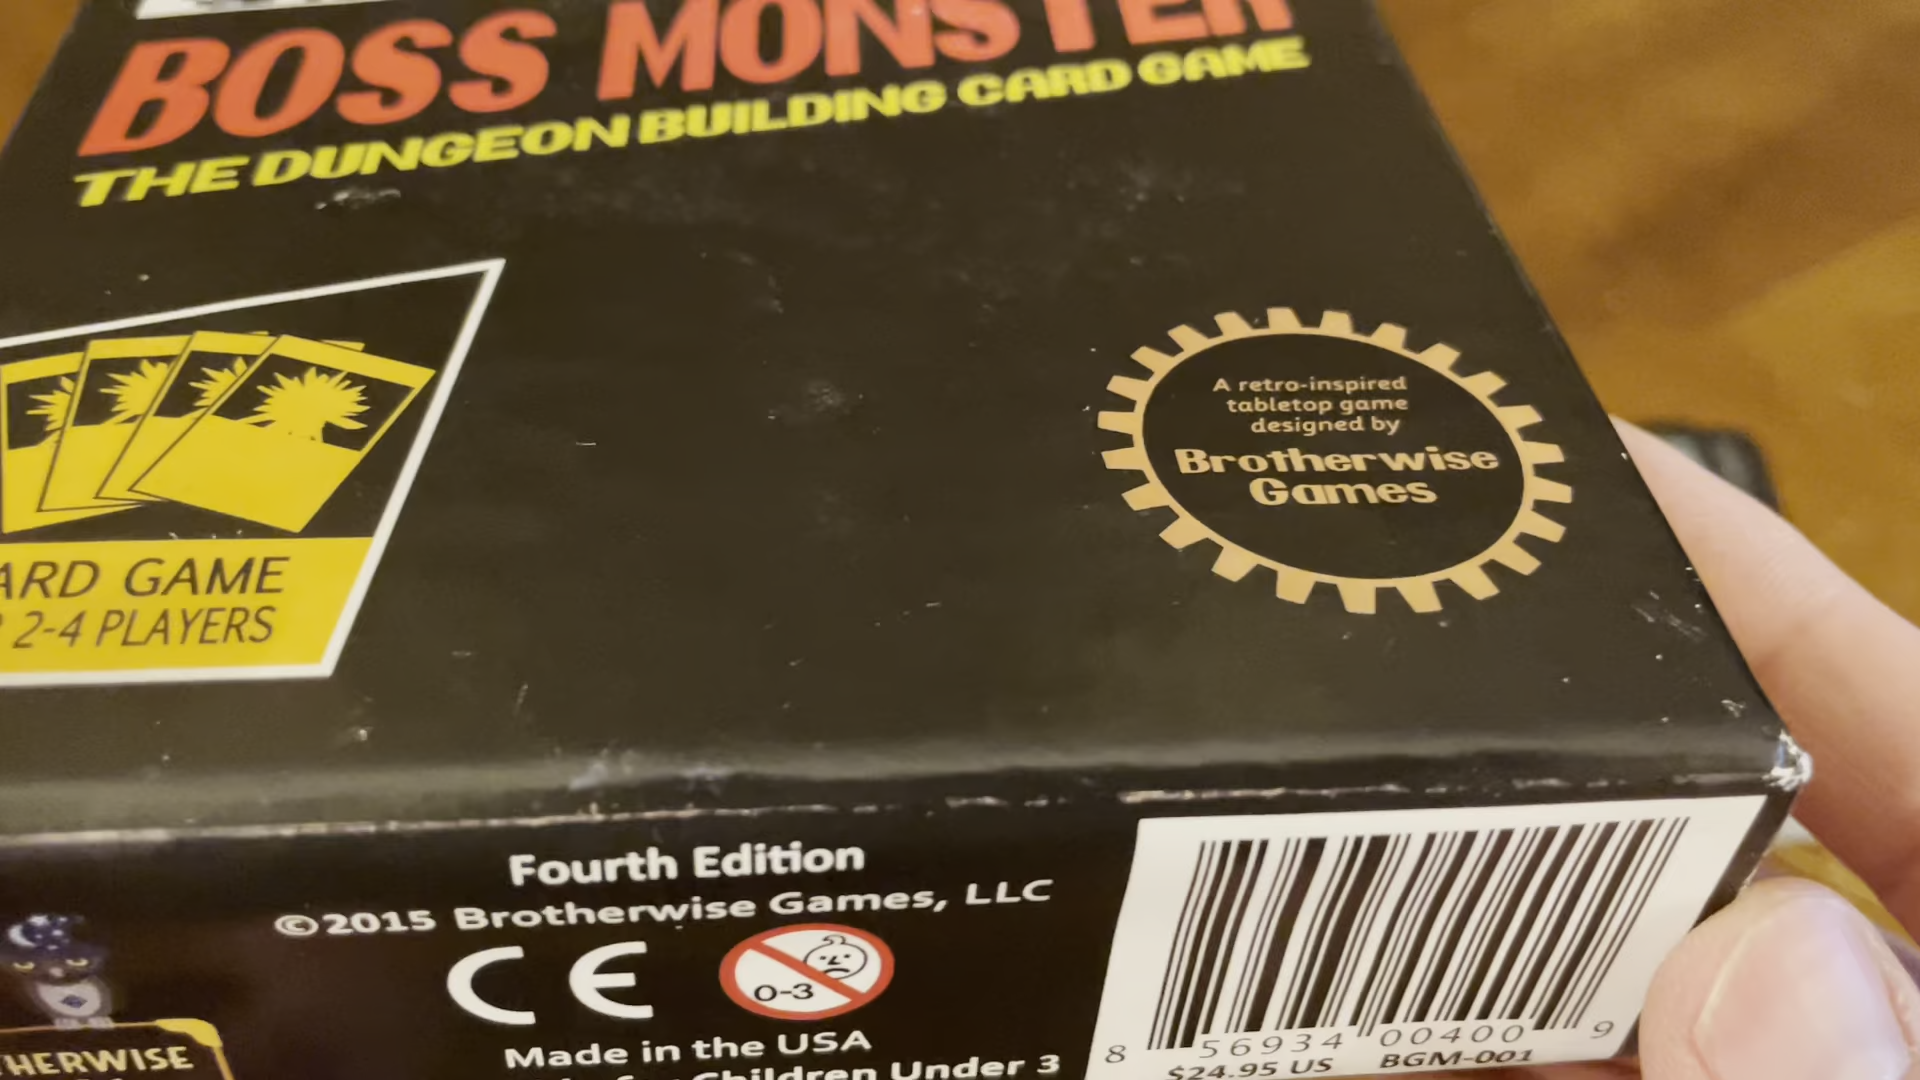 BOSS MONSTER
THE DUNGEON BUILDING CARD GAME
A retro-inspired
tabletop game
designed by
Brotherwise
Games
ARD GAME
2-4 PLAYERS
Fourth Edition
©2015 Brotherwise Games, LLC
CE
0-3
Made in the USA
Children Under 3
HERWISE
8 56934 00400 9
$24.95 US BGM-001